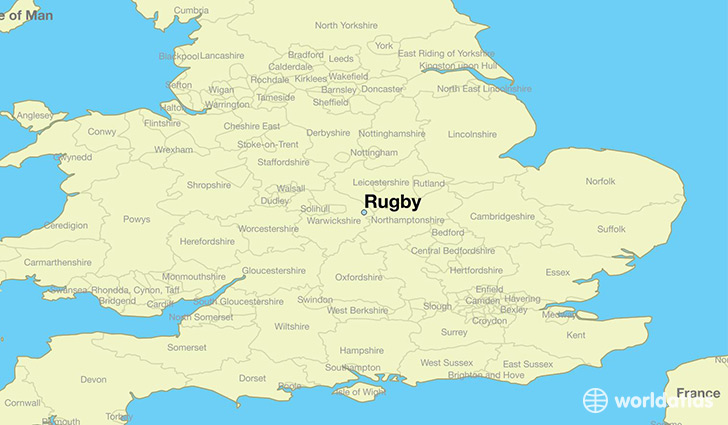 Cumbria
e of Man
North Yorkshire
York
Blackpool Lancashire
Bradford
Leeds
East Riding of Yorkshire
Calderdale
Kingston upon Hull
Rochdale Kirklees Wakefield
Sefton
Wigan
Barnsley Doncaster
North East Lincolnshire
Tameside
Halton Warrington
Sheffield
Anglesey
Flintshire
Cheshire East
Conwy
Derbyshire
Nottinghamshire
Lincolnshire
Stoke-on-Trent
Wrexham
Nottingham
Gwynedd
Staffordshire
Shropshire
Walsall
Leicestershire Rutland
Norfolk
Dudley
Rugby
Solihull
Powys
Warwickshire
Northamptonshire
Cambridgeshire
Ceredigion
Worcestershire
Bedford
Suffolk
Herefordshire
Central Bedfordshire
Carmarthenshire
Monmouthshire
Gloucestershire
Oxfordshire
Hertfordshire
Essex
Swansea Rhondda, Cynon, Taff
Enfield
Bridgend
Cardiff
South Gloucestershire
Swindon
Slough
Camden
Havering
North Somerset
West Berkshire
Bexley
Medway
Croydon
Wiltshire
Surrey
Kent
Somerset
Hampshire
West Sussex
East Sussex
Southampton
Brighton and Hove
Devon
Dorset
Poole
Isle of Wight
France
Cornwall
Torbay
Plymouth
worldatlas